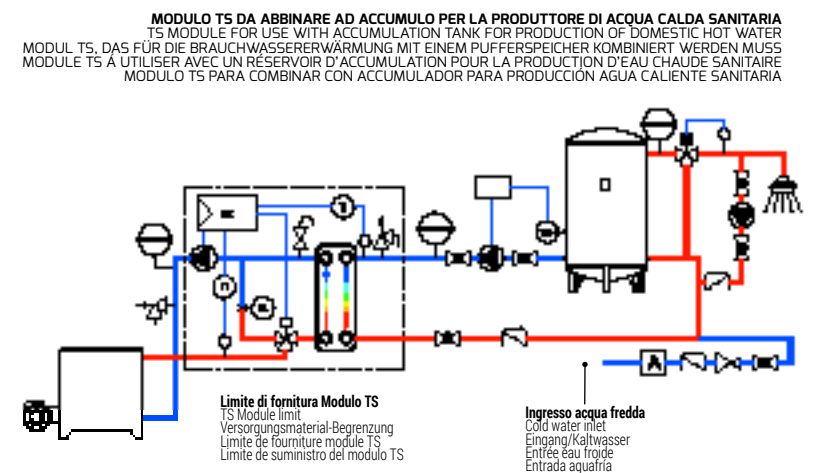 MODULO TS DA ABBINARE AD ACCUMULO PER LA PRODUTTORE DI ACQUA CALDA SANITARIA
TS MODULE FOR USE WITH ACCUMULATION TANK FOR PRODUCTION OF DOMESTIC HOT WATER
MODUL TS, DAS FÜR DIE BRAUCHWASSERERWÄRMUNG MIT EINEM PUFFERSPEICHER KOMBINIERT WERDEN MUSS
MODULE TS Á UTILISER AVEC UN RÉSERVOIR D'ACCUMULATION POUR LA PRODUCTION D'EAU CHAUDE SANITAIRE
MODULO TS PARA COMBINAR CON ACCUMULADOR PARA PRODUCCIÓN AGUA CALIENTE SANITARIA
A
Limite di fornitura Modulo TS
TS Module limit
Versorgungsmaterial-Begrenzung
Limite de fourniture module TS
Limite de suministro del modulo TS
Ingresso acqua fredda
Cold water inlet
Eingang/Kaltwasser
Entrée eau froide
Entrada aquafría